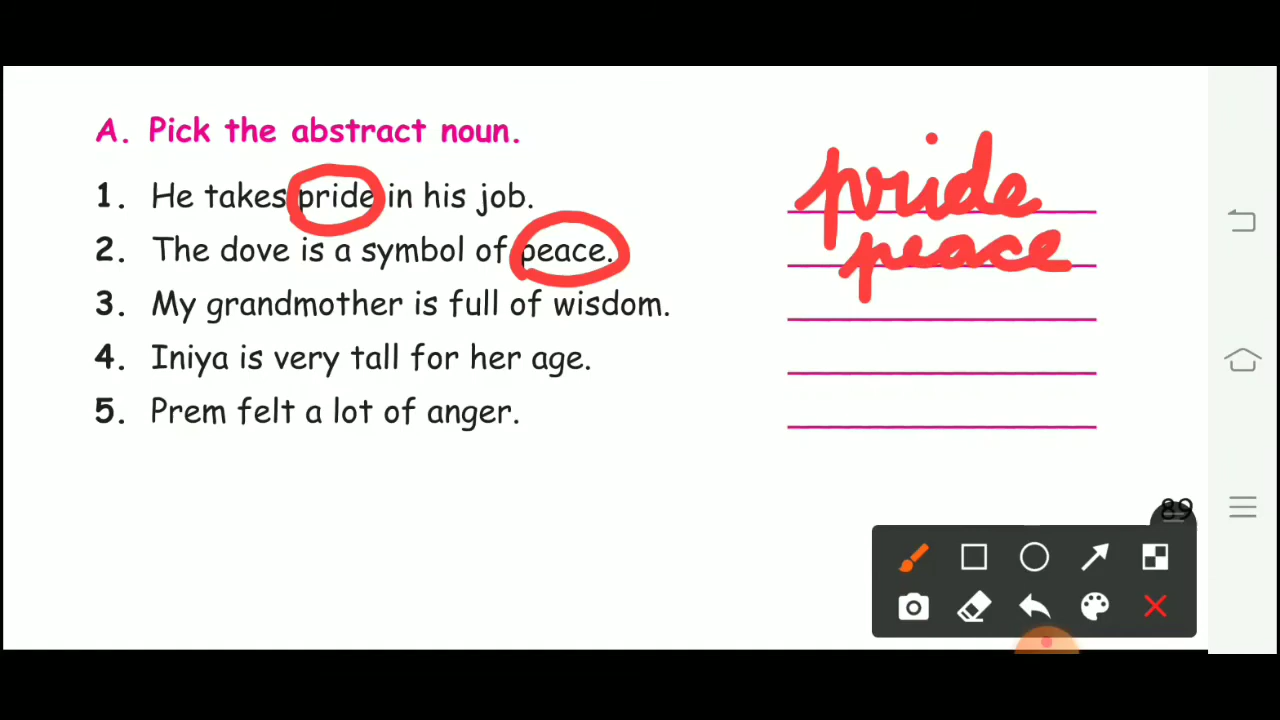 A. Pick the abstract noun.
1. He takes pride in his job. pride
2. The dove is a symbol of peace. peace
3. My grandmother is full of wisdom.
4. Iniya is very tall for her age.
5. Prem felt a lot of anger.
89